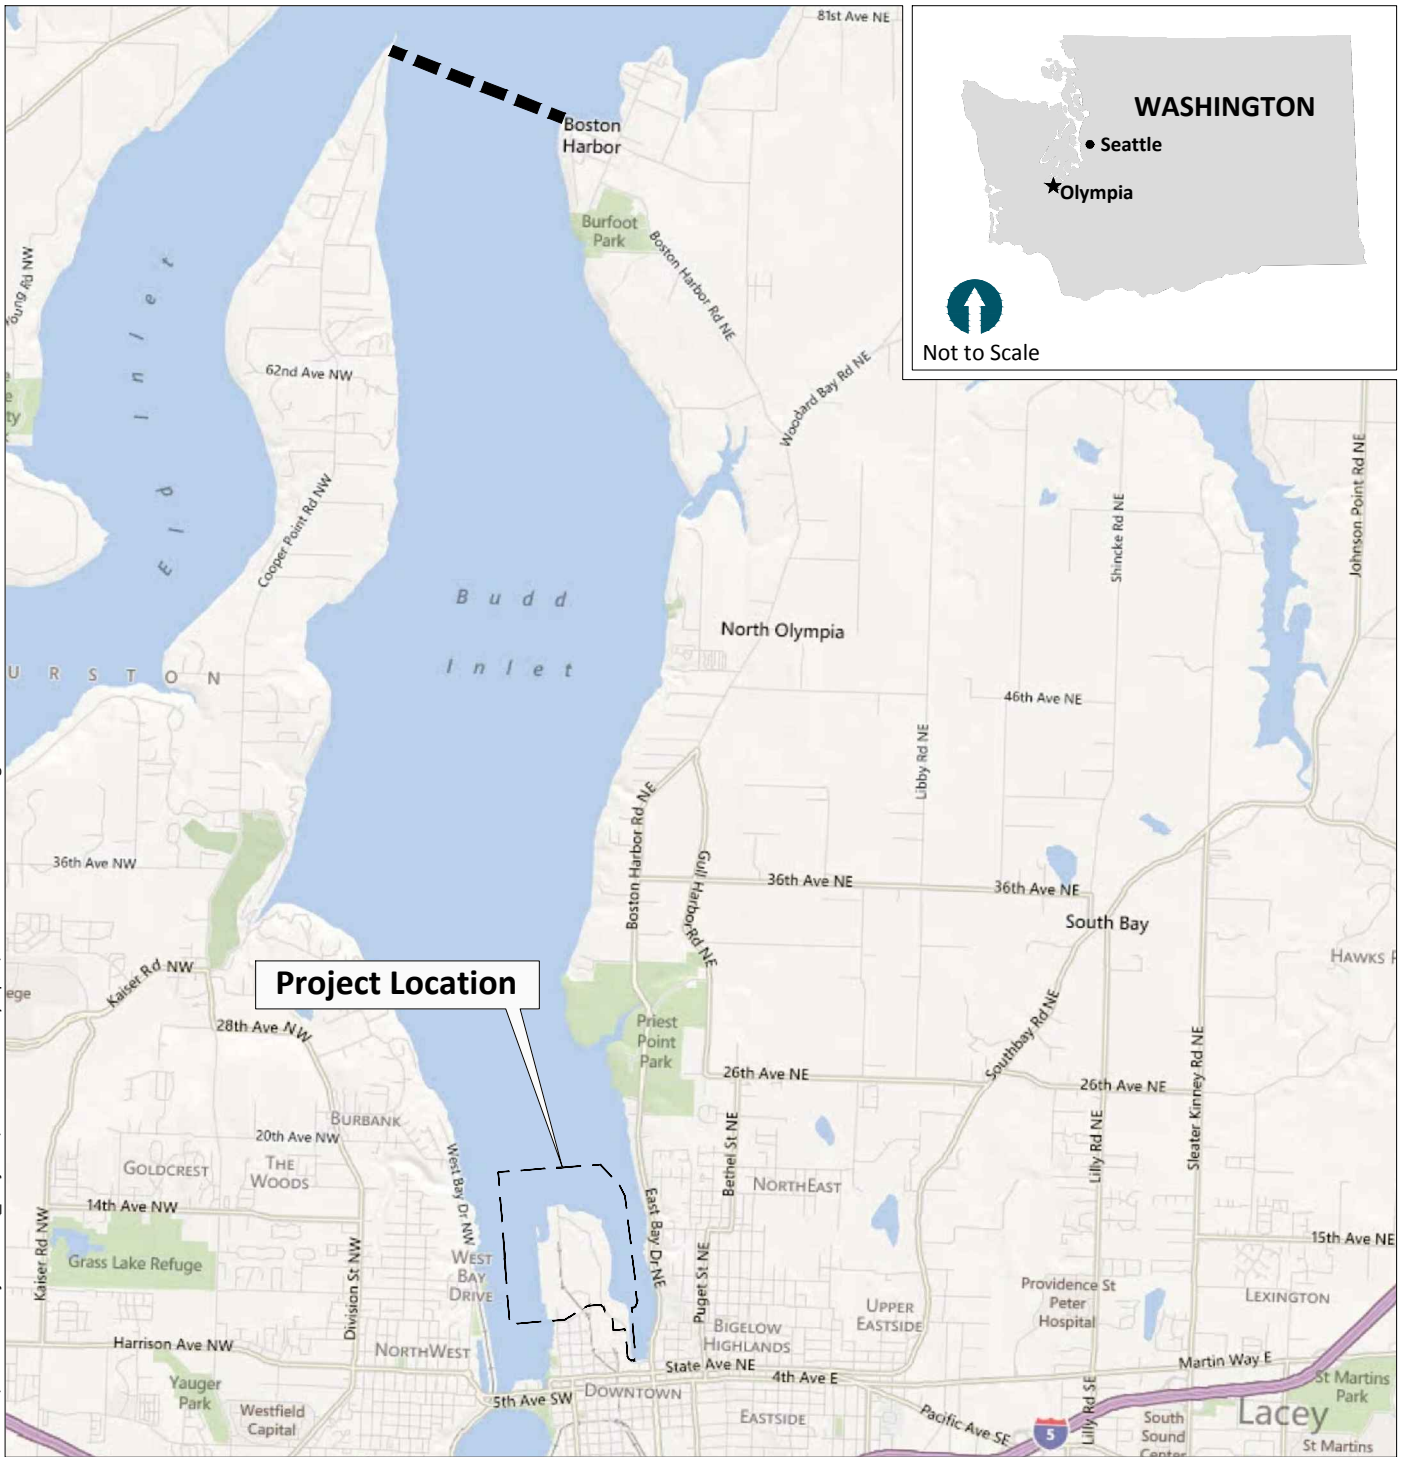 81st Ave NE
WASHINGTON
Seattle
Olympia
Not to Scale
Boston
Harbor
Burfoot
Park
Boston Harbor Rd NE
Woodard Bay Rd NE
Young Rd NW
Eld Inlet
62nd Ave NW
Cooper Point Rd NW
Johnson Point Rd NE
Shincke Rd NE
Budd
Inlet
North Olympia
URSTON
46th Ave NE
Libby Rd NE
Boston Harbor Rd NE
Gull Harbor Rd NE
36th Ave NW
36th Ave NE
36th Ave NE
South Bay
HAWKS
Kaiser Rd NW
ege
Project Location
28th Ave NW
Priest
Point
Park
Southbay Rd NE
26th Ave NE
26th Ave NE
Sleater Kinney Rd NE
Lilly Rd NE
Bethel St NE
BURBANK
20th Ave NW
GOLDCREST
THE
WOODS
West Bay Dr NW
14th Ave NW
NORTHEAST
East Bay Dr NE
Grass Lake Refuge
Kaiser Rd NW
Division St NW
WEST
BAY
DRIVE
Puget St NE
15th Ave NE
Providence St
Peter
Hospital
LEXINGTON
UPPER
EASTSIDE
BIGELOW
HIGHLANDS
Harrison Ave NW
NORTHWEST
State Ave NE
4th Ave E
Martin Way E
Yauger
Park
Westfield
Capital
5th Ave SW
DOWNTOWN
EASTSIDE
Pacific Ave SE
5
Lilly Rd SE
South
Sound
Center
Lacey
St Martins
Park
St Martins